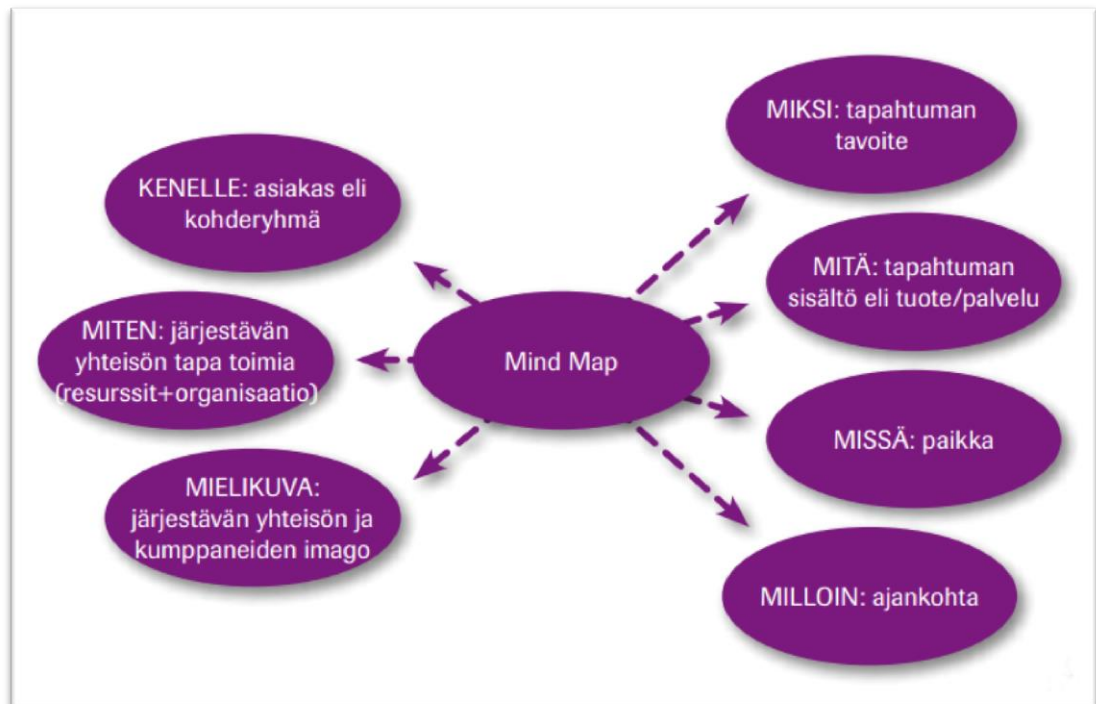 MIKSI: tapahtuman
tavoite
KENELLE: asiakas eli
kohderyhmä
MITÄ: tapahtuman
sisältö eli tuote/palvelu
MITEN: järjestävän
yhteisön tapa toimia
(resurssit+organisaatio)
Mind Map
MISSÄ: paikka
MIELIKUVA:
järjestävän yhteisön ja
kumppaneiden imago
MILLOIN: ajankohta